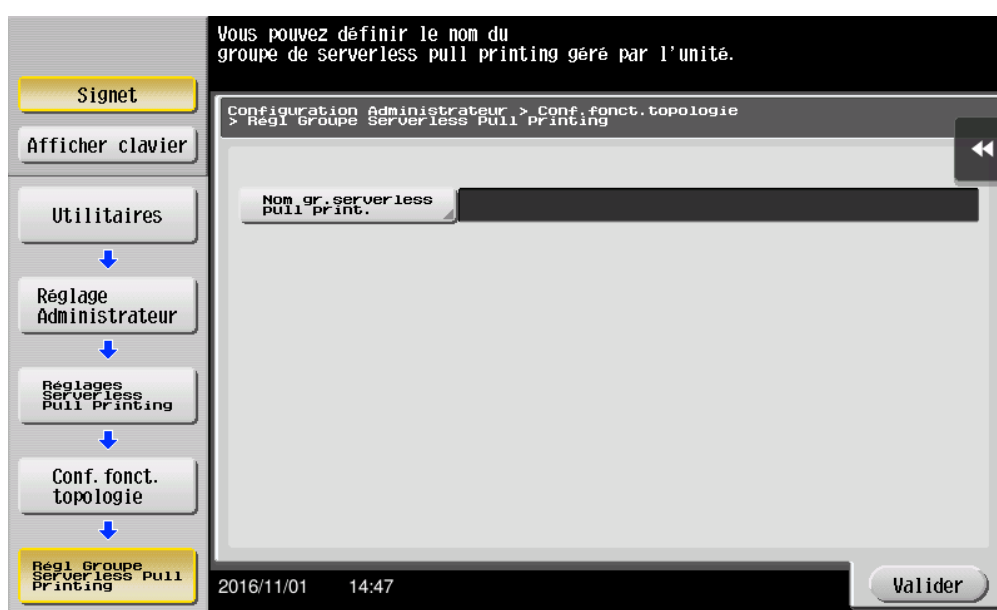 Vous pouvez définir le nom du
groupe de serverless pull printing géré par l'unité.
Signet
Afficher clavier
Utilitaires
Réglage
Administrateur
Réglages
Serverless
Pull Printing
Conf.fonct.
topologie
Régl Groupe
Serverless Pull
Printing
Configuration Administrateur > Conf.fonct.topologie
> Régl Groupe Serverless Pull Printing
Nom gr.serverless
pull print.
2016/11/01 14:47
Valider